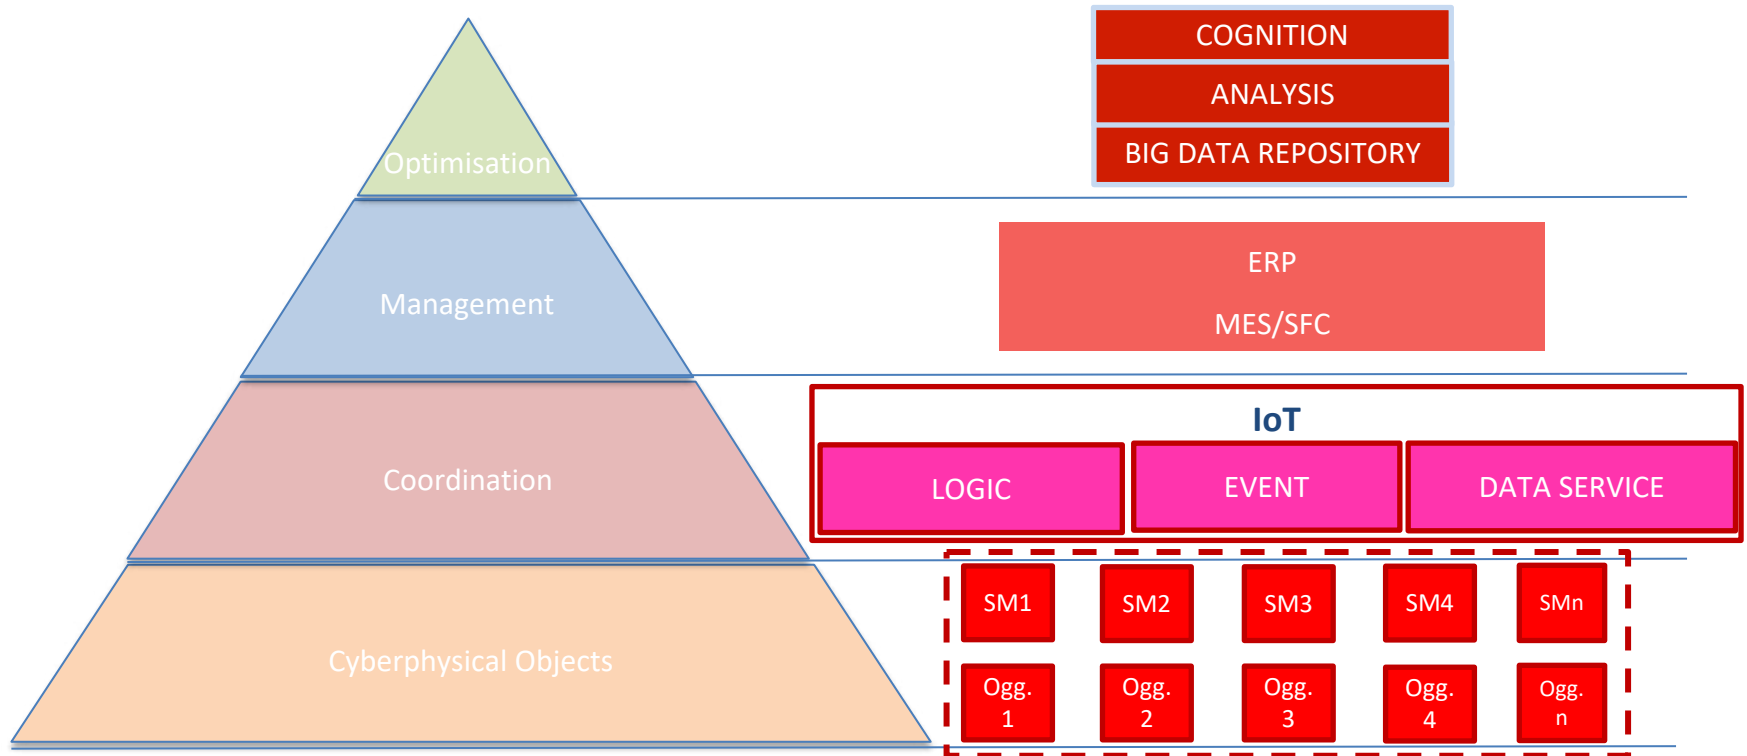 COGNITION
ANALYSIS
Optimisation
BIG DATA REPOSITORY
Management
ERP
MES/SFC
IoT
Coordination
LOGIC
EVENT
DATA SERVICE
SM1
SM2
SM3
SM4
SMn
Cyberphysical Objects
Ogg.
1
Ogg.
2
Ogg.
3
Ogg.
4
Ogg.
n